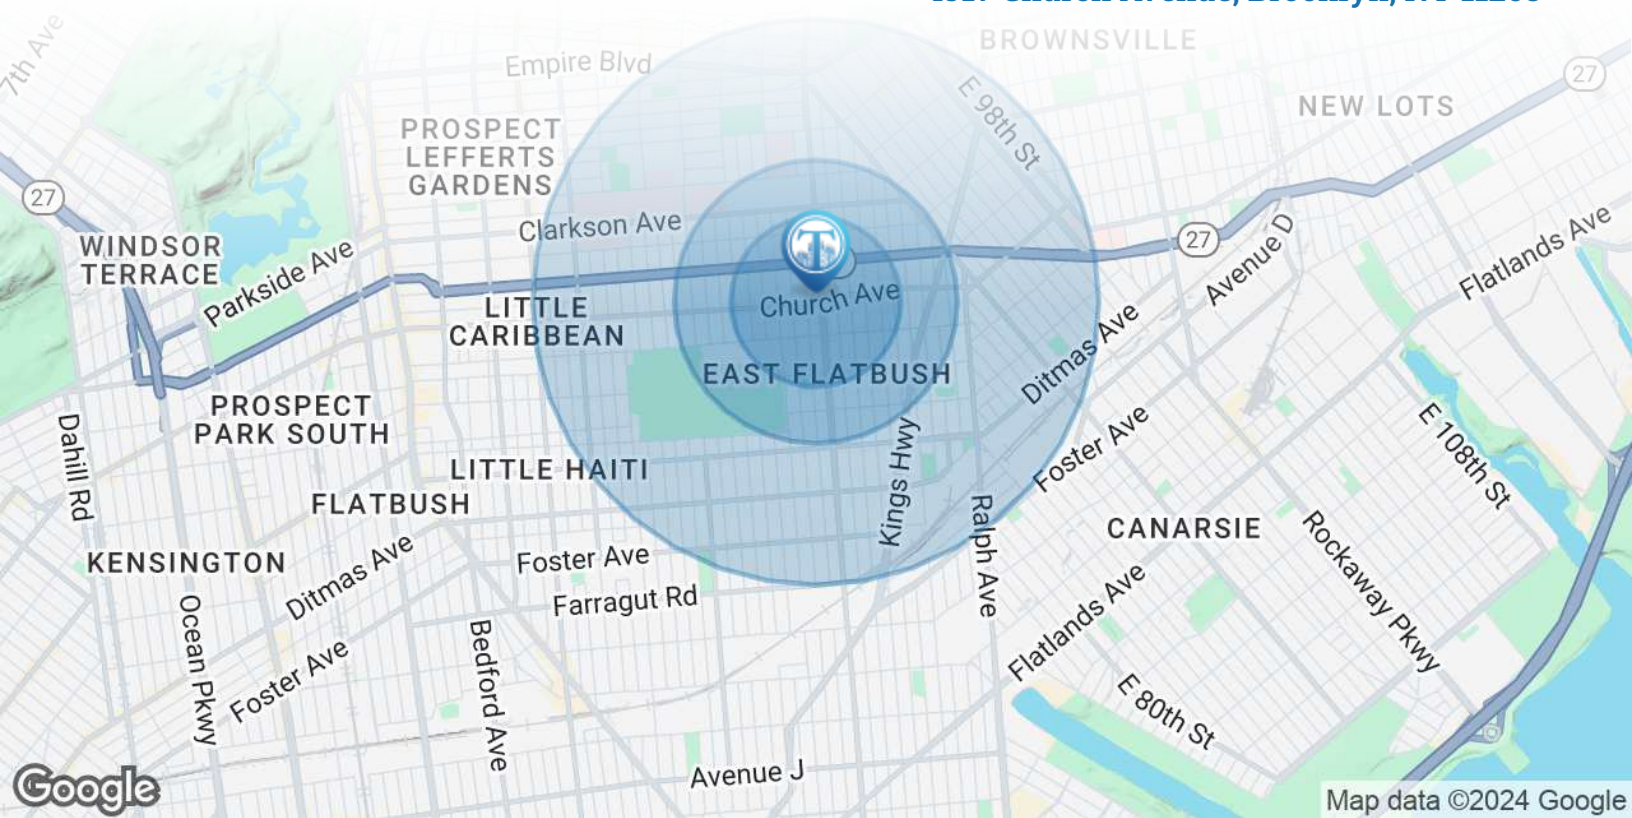 BROWNSVILLE
7th Ave
Empire Blvd
27
E 98th St
NEW LOTS
PROSPECT
LEFFERTS
GARDENS
27
Clarkson Ave
T
27
Avenue D
Flatlands Ave
WINDSOR
TERRACE
Parkside Ave
LITTLE
CARIBBEAN
Church Ave
EAST FLATBUSH
Ditmas Ave
PROSPECT
PARK SOUTH
Dahill Rd
Kings Hwy
Foster Ave
E 108th St
LITTLE HAITI
FLATBUSH
Ralph Ave
CANARSIE
Rockaway Pkwy
KENSINGTON
Ditmas Ave
Foster Ave
Farragut Rd
Ocean Pkwy
Foster Ave
Bedford Ave
Flatlands Ave
E 80th St
Avenue J
Google
Map data ©2024 Google